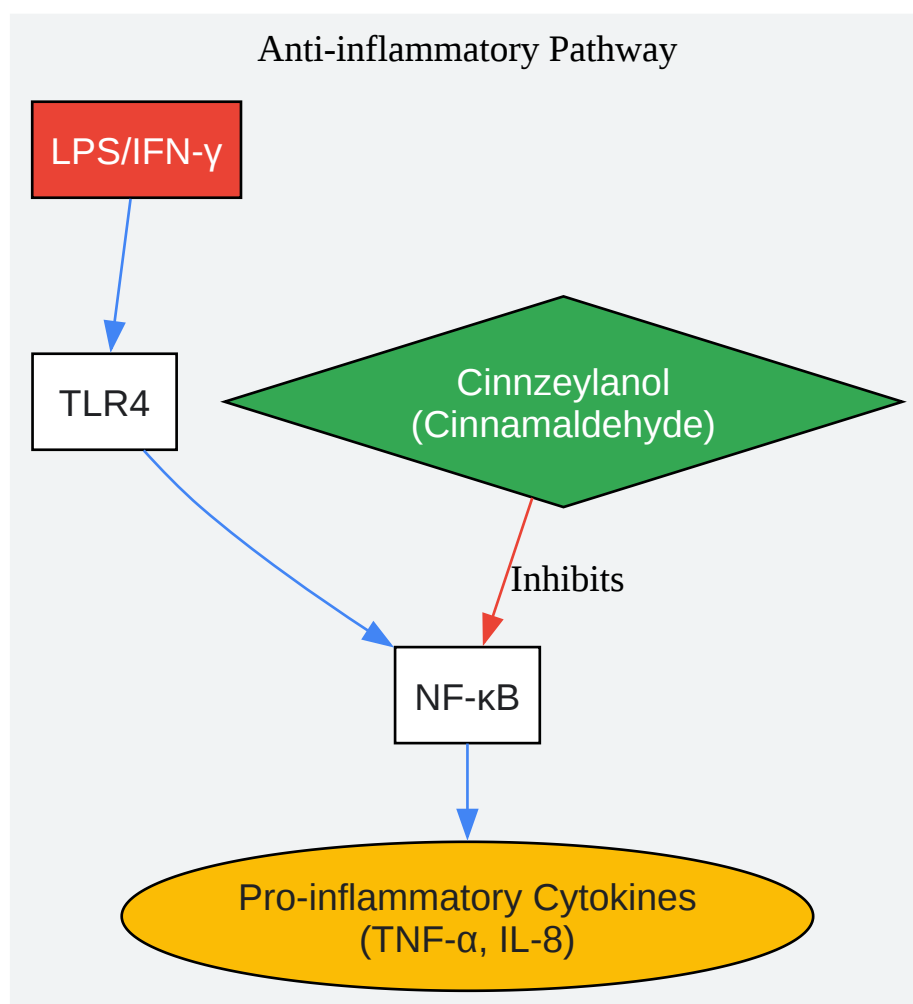 Anti-inflammatory Pathway
LPS/IFN-γ
TLR4
Cinnzeylanol
(Cinnamaldehyde)
Inhibits
NF-κB
Pro-inflammatory Cytokines
(TNF-α, IL-8)